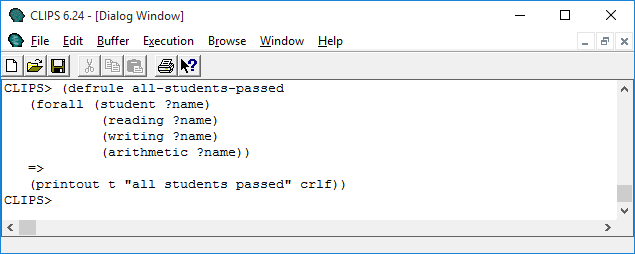 CLIPS 6.24 - [Dialog Window]
File Edit Buffer Execution Browse Window Help
CLIPS> (defrule all-students-passed
   (forall (student ?name)
            (reading ?name)
            (writing ?name)
            (arithmetic ?name))
   =>
   (printout t "all students passed" crlf))
CLIPS>